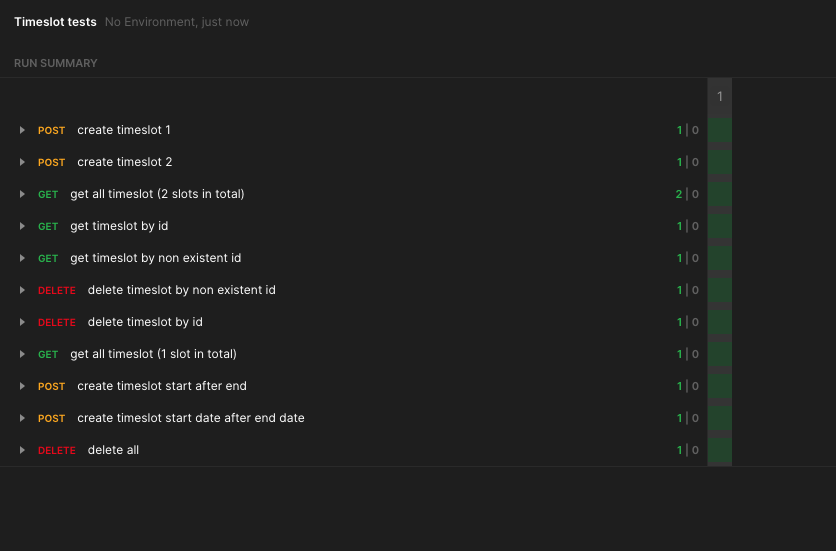 Timeslot tests No Environment, just now
RUN SUMMARY
1
POST create timeslot 1 1 | 0
POST create timeslot 2 1 | 0
GET get all timeslot (2 slots in total) 2 | 0
GET get timeslot by id 1 | 0
GET get timeslot by non existent id 1 | 0
DELETE delete timeslot by non existent id 1 | 0
DELETE delete timeslot by id 1 | 0
GET get all timeslot (1 slot in total) 1 | 0
POST create timeslot start after end 1 | 0
POST create timeslot start date after end date 1 | 0
DELETE delete all 1 | 0